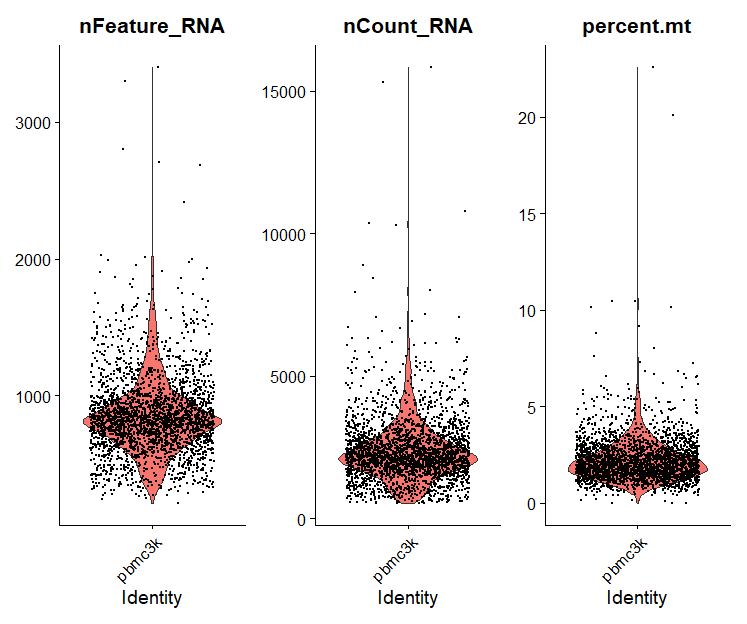 nFeature_RNA
3000
2000
1000
pbmc3k
Identity
nCount_RNA
15000
10000
5000
0
pbmc3k
Identity
percent.mt
20
15
10
5
0
pbmc3k
Identity